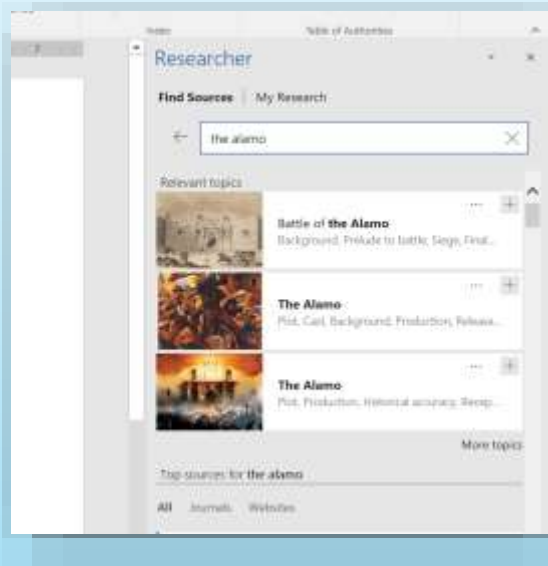 Index Table of Authorities
Researcher
Find Sources | My Research
the alamo
Relevant topics
Battle of the Alamo
Background, Prelude to battle, Siege, Final...
The Alamo
Plot, Cast, Background, Production, Release...
The Alamo
Plot, Production, Historical accuracy, Recep...
More topics
Top sources for the alamo
All Journals Websites